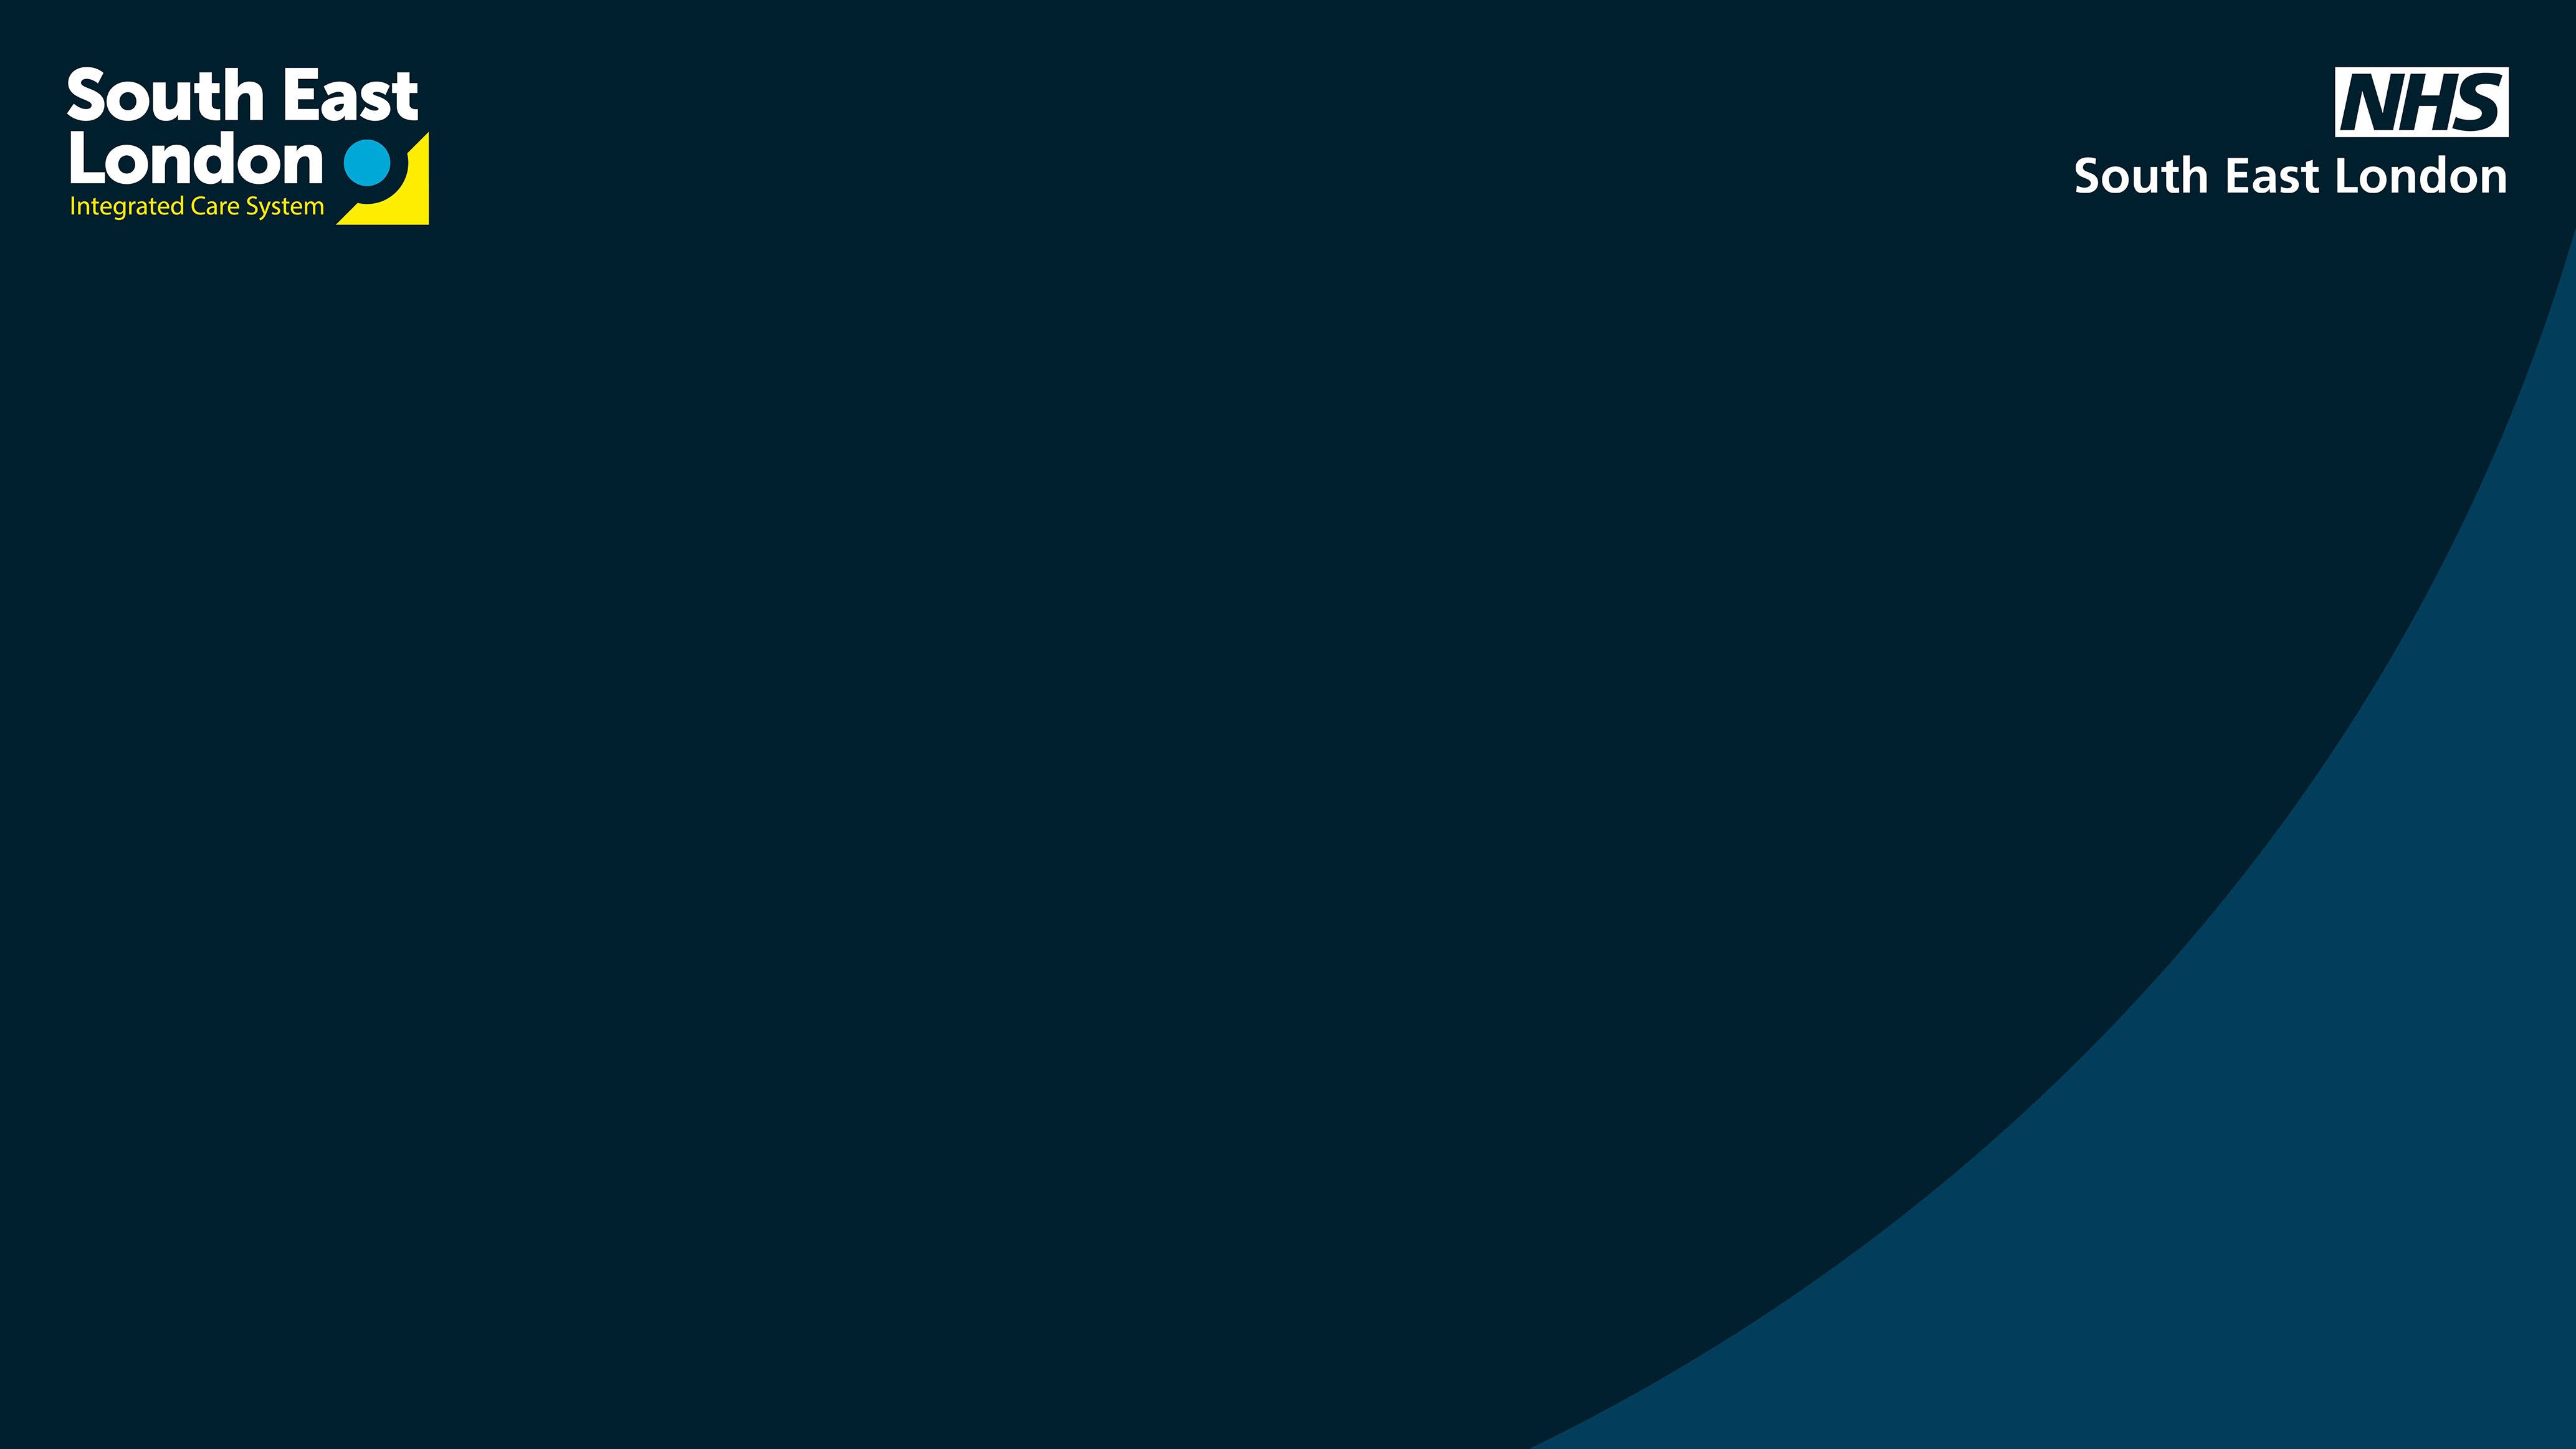 South East
London
Integrated Care System
NHS
South East London